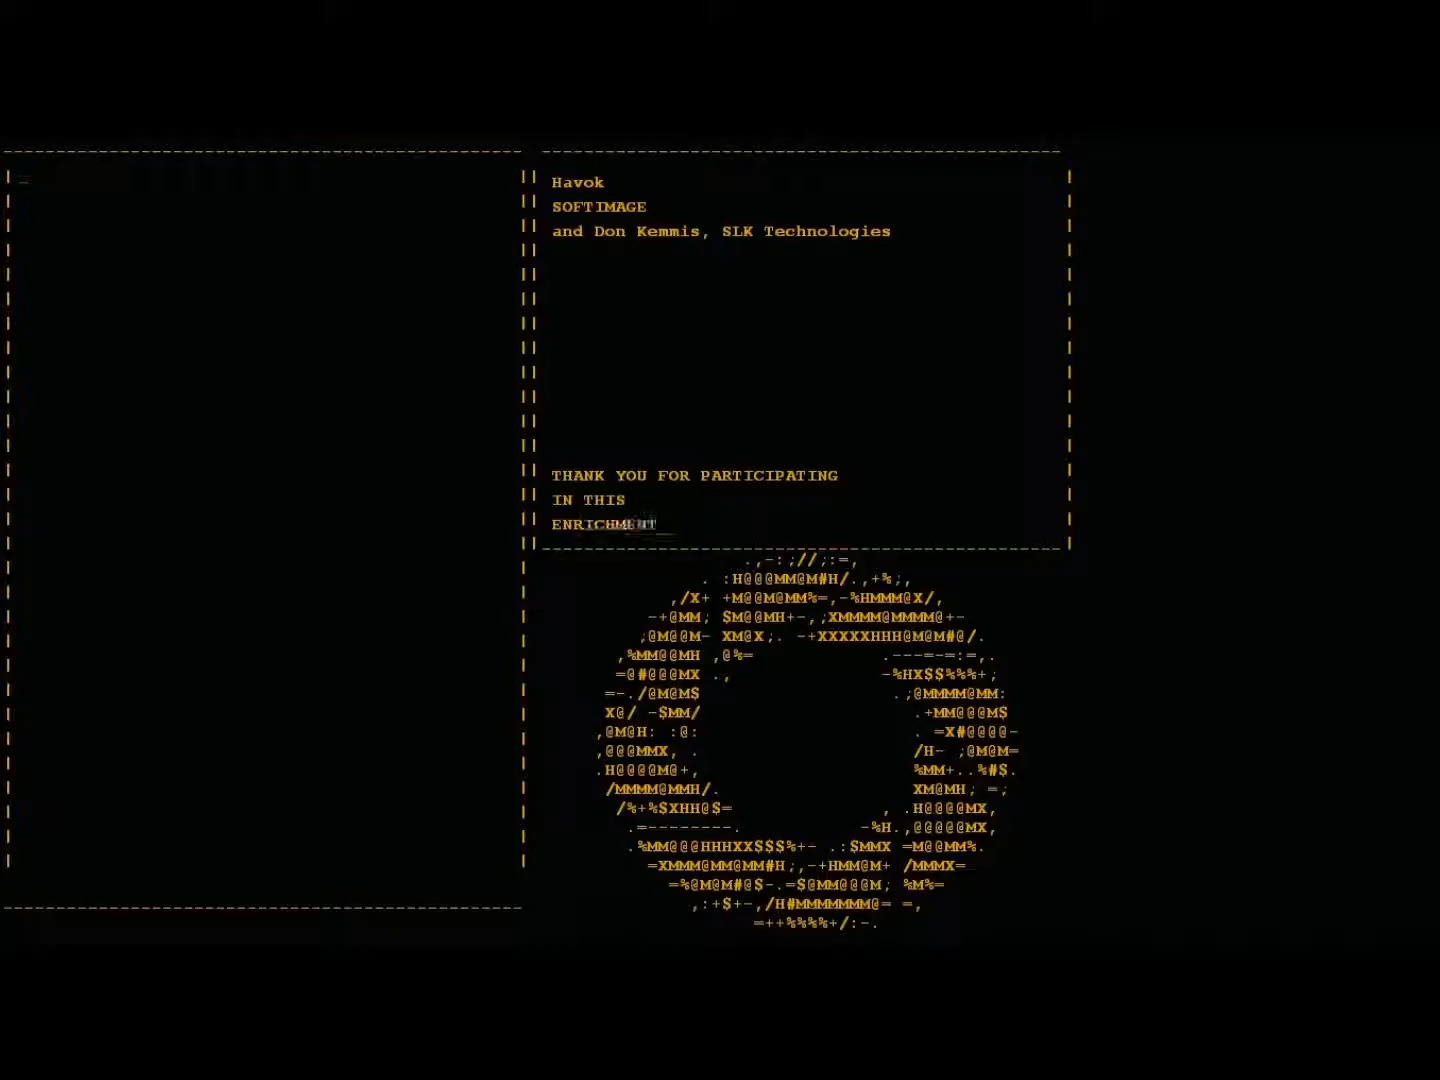 Havok
SOFTIMAGE
and Don Kemmis, SLK Technologies
THANK YOU FOR PARTICIPATING
IN THIS
ENRICHMENT